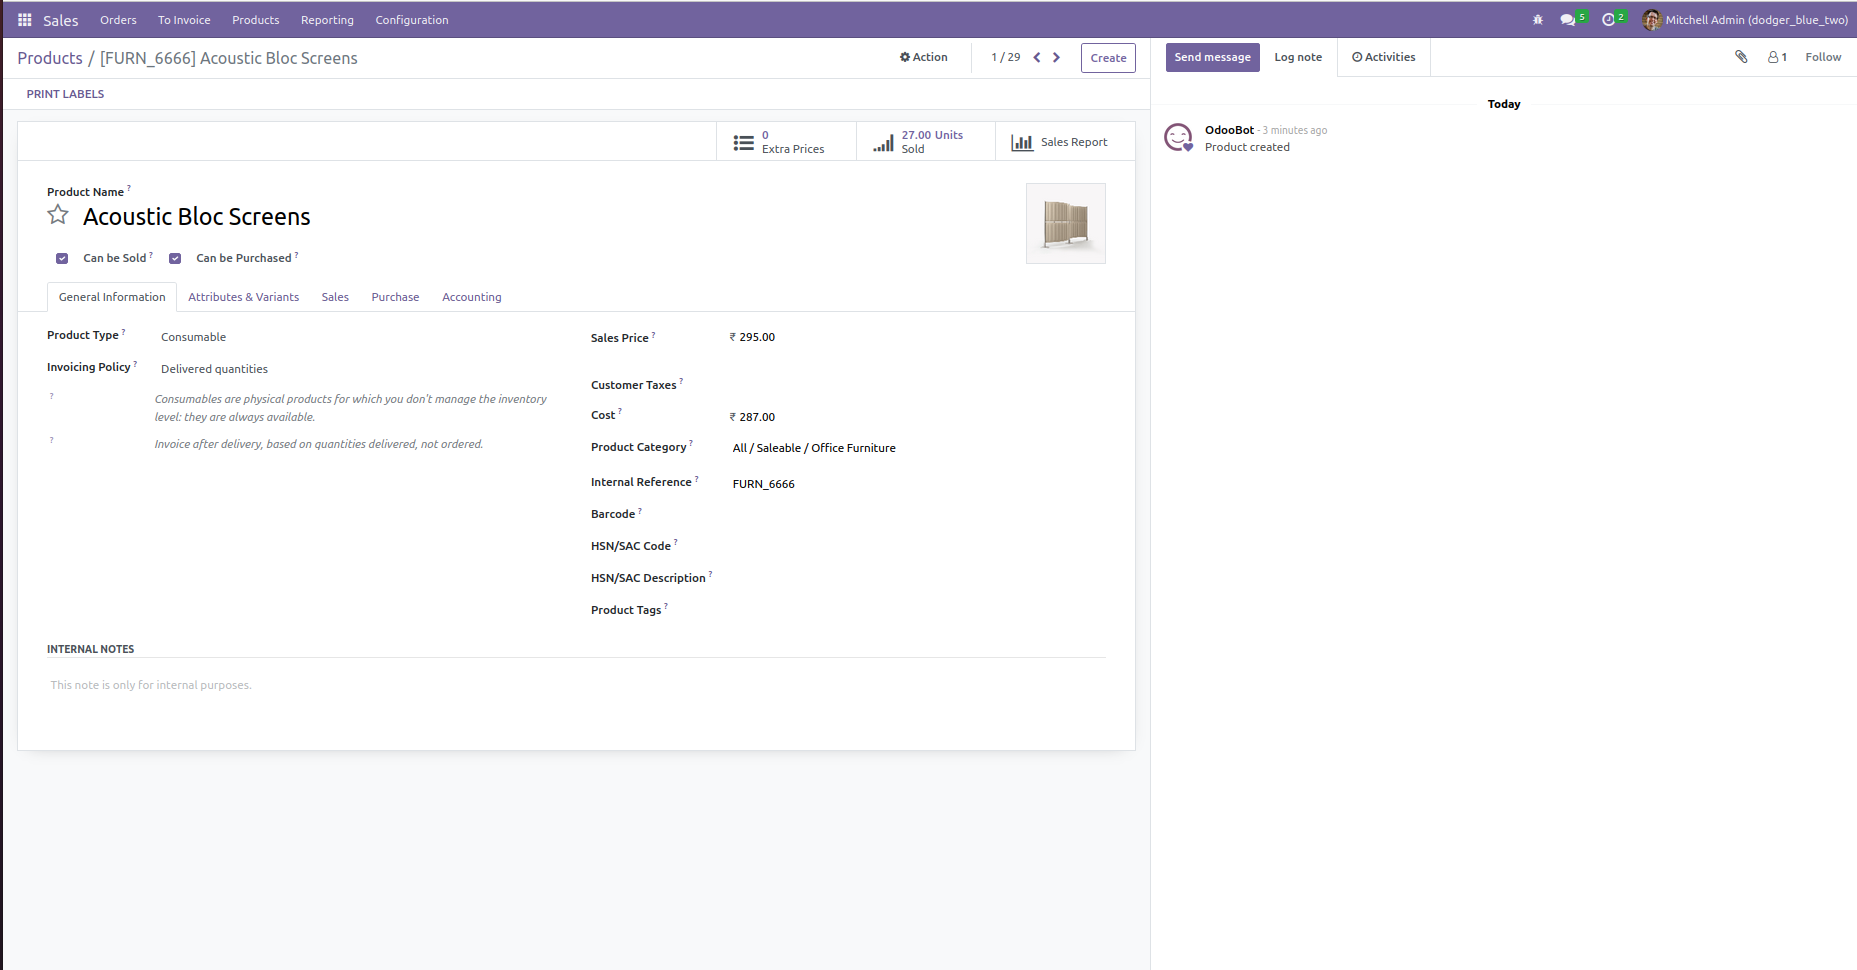 Sales Orders To Invoice Products Reporting Configuration 5 2 Mitchell Admin (dodger_blue_two)
Products / [FURN_6666] Acoustic Bloc Screens Action 1 / 29 Create Send message Log note Activities 1 Follow
PRINT LABELS
Today
OdooBot - 3 minutes ago
Product created
0
Extra Prices
27.00 Units
Sold
Sales Report
Product Name ?
Acoustic Bloc Screens
Can be Sold ? Can be Purchased ?
General Information Attributes & Variants Sales Purchase Accounting
Product Type ? Consumable
Invoicing Policy ? Delivered quantities
? Consumables are physical products for which you don't manage the inventory
level: they are always available.
? Invoice after delivery, based on quantities delivered, not ordered.
Sales Price ? ₹ 295.00
Customer Taxes ?
Cost ? ₹ 287.00
Product Category ? All / Saleable / Office Furniture
Internal Reference ? FURN_6666
Barcode ?
HSN/SAC Code ?
HSN/SAC Description ?
Product Tags ?
INTERNAL NOTES
This note is only for internal purposes.